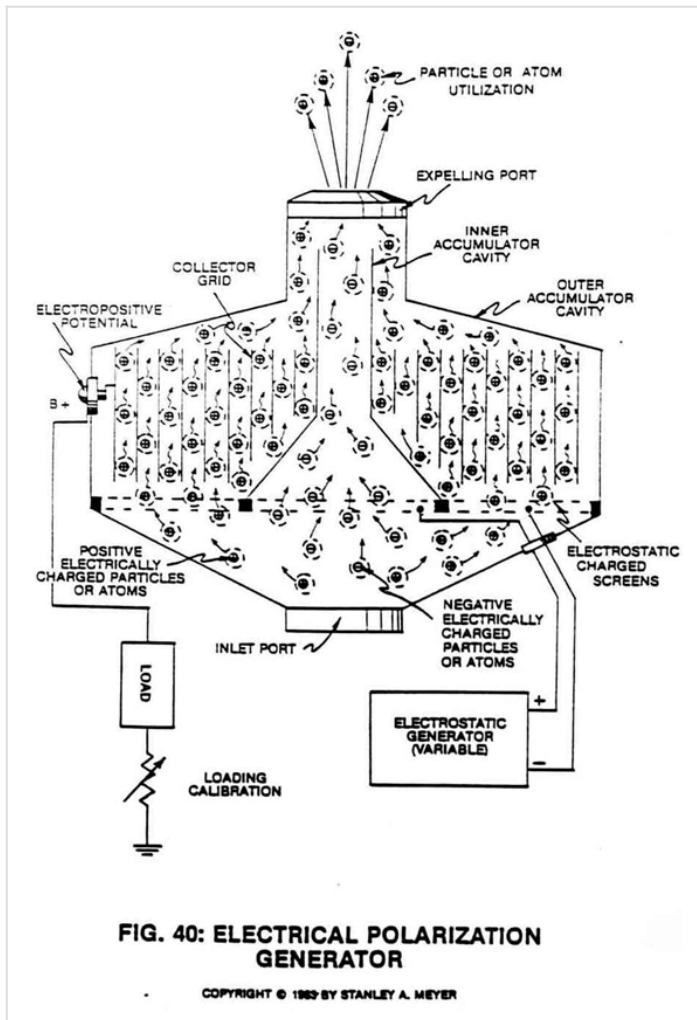 PARTICLE OR ATOM
UTILIZATION
EXPELLING PORT
INNER
ACCUMULATOR
CAVITY
COLLECTOR
GRID
OUTER
ACCUMULATOR
CAVITY
ELECTROPOSITIVE
POTENTIAL
B+
POSITIVE
ELECTRICALLY
CHARGED PARTICLES
OR ATOMS
ELECTROSTATIC
CHARGED
SCREENS
NEGATIVE
ELECTRICALLY
CHARGED
PARTICLES
OR ATOMS
INLET PORT
LOAD
+
ELECTROSTATIC
GENERATOR
(VARIABLE)
−
LOADING
CALIBRATION
FIG. 40: ELECTRICAL POLARIZATION
GENERATOR
COPYRIGHT © 1983 BY STANLEY A. MEYER